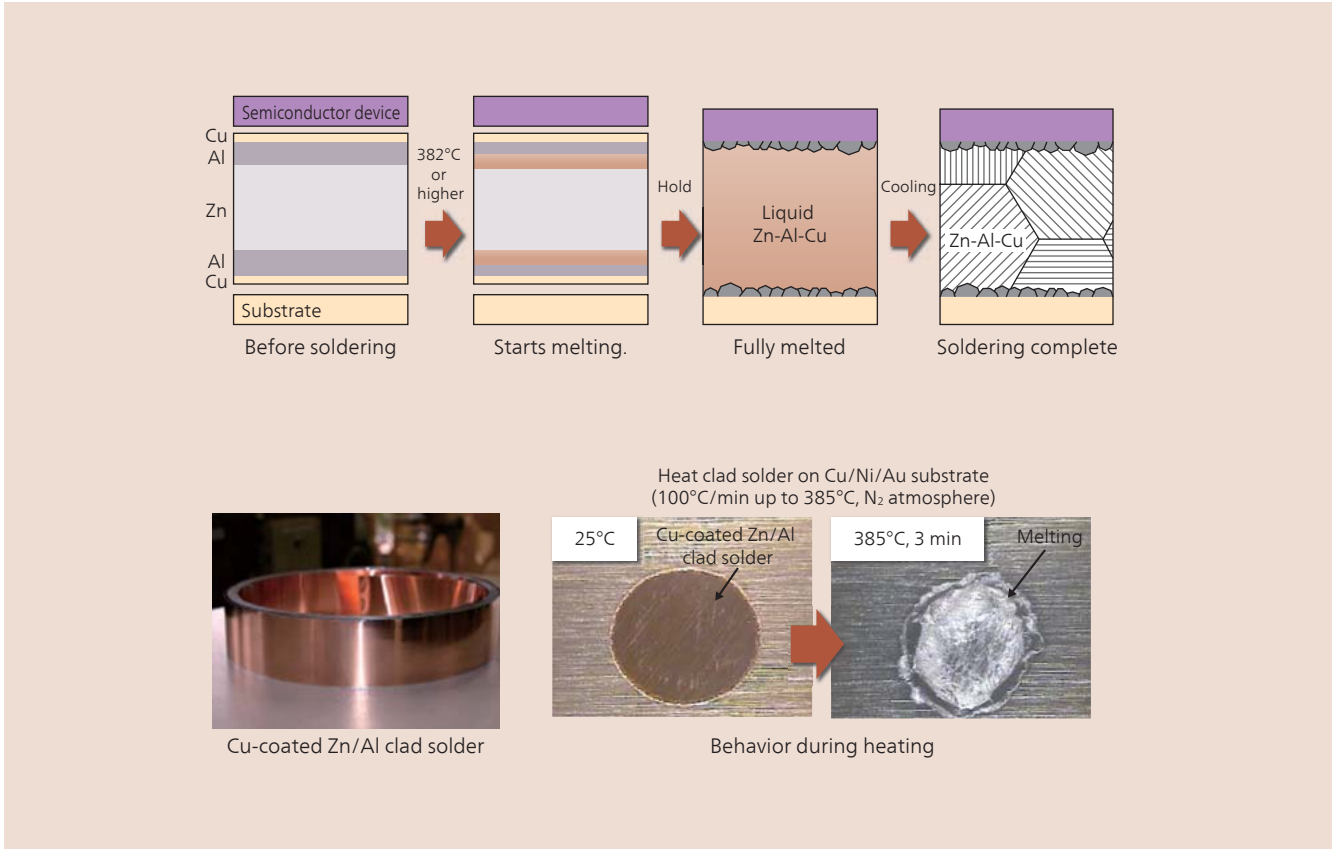 Semiconductor device
Cu
Al
Zn
Al
Cu
Substrate
Before soldering
382°C
or
higher
Starts melting.
Hold
Liquid
Zn-Al-Cu
Fully melted
Cooling
Zn-Al-Cu
Soldering complete
Cu-coated Zn/Al clad solder
Heat clad solder on Cu/Ni/Au substrate
(100°C/min up to 385°C, N₂ atmosphere)
25°C
Cu-coated Zn/Al
clad solder
385°C, 3 min
Melting
Behavior during heating